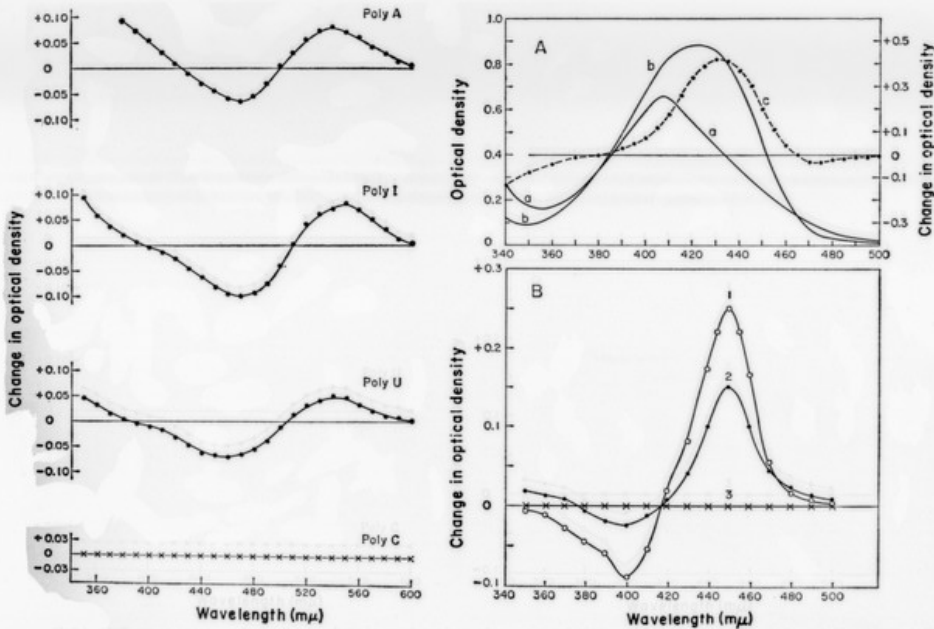 Poly A
+0.10
+0.05
0
-0.05
-0.10
Poly I
+0.10
+0.05
0
-0.05
-0.10
Poly U
+0.10
+0.05
0
-0.05
-0.10
Poly C
+0.03
0
-0.03
360 400 440 480 520 560 600
Wavelength (mμ)
Change in optical density
A
1.0
0.8
0.6
0.4
0.2
0
+0.5
+0.3
+0.1
0
-0.1
-0.3
a
b
b
a
c
340 360 380 400 420 440 460 480 500
Optical density
Change in optical density
B
+0.3
+0.2
+0.1
0
-0.1
1
2
3
340 360 380 400 420 440 460 480 500
Wavelength (mμ)
Change in optical density